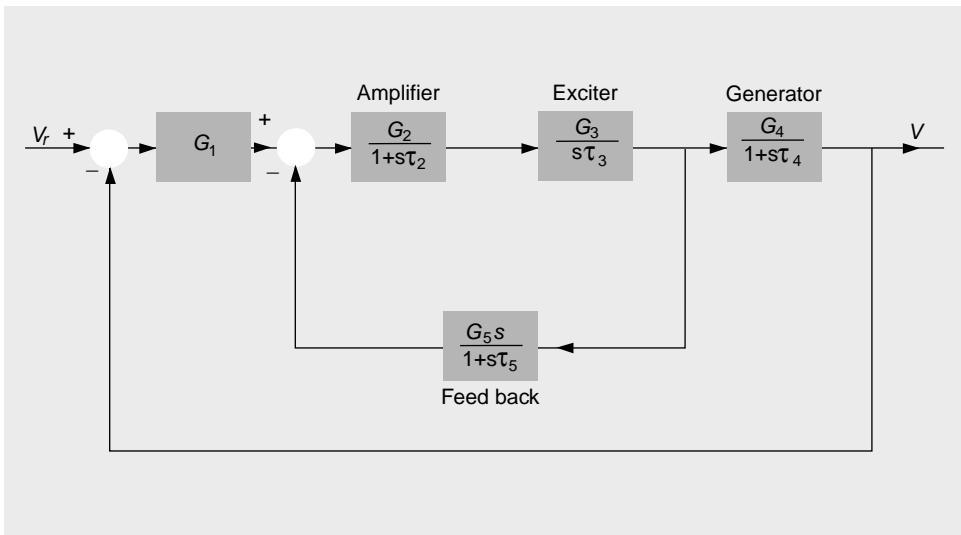 Amplifier
Exciter
Generator
Vr
+
−
G1
+
−
G2
1+sτ2
G3
sτ3
G4
1+sτ4
V
G5s
1+sτ5
Feed back